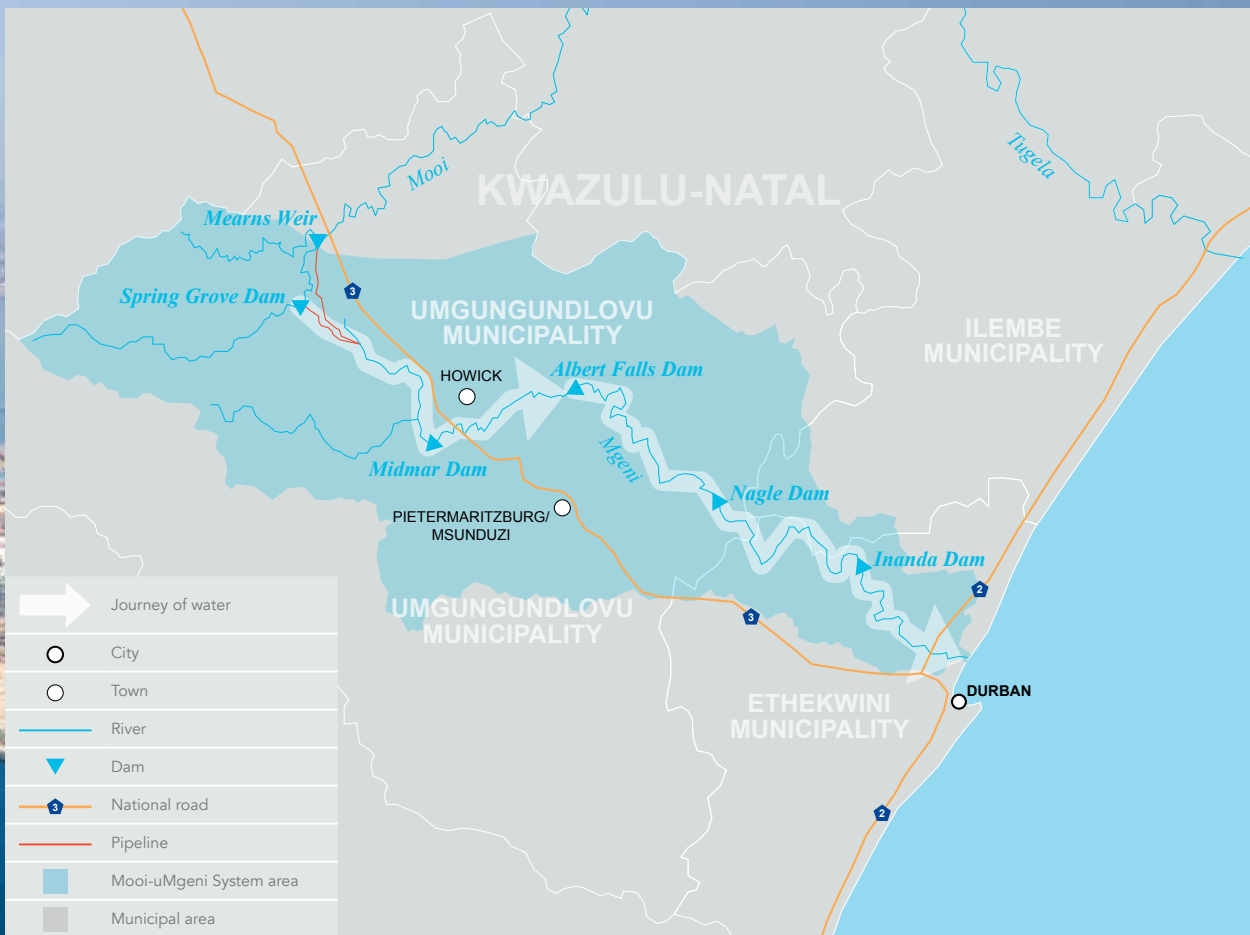 Mooi
Tugela
KWAZULU-NATAL
Mearns Weir
Spring Grove Dam
3
UMGUNGUNDLOVU
MUNICIPALITY
ILEMBE
MUNICIPALITY
HOWICK
Albert Falls Dam
Mgeni
Midmar Dam
Nagle Dam
PIETERMARITZBURG/
MSUNDUZI
Inanda Dam
2
UMGUNGUNDLOVU
MUNICIPALITY
3
ETHEKWINI
MUNICIPALITY
DURBAN
2
Journey of water
City
Town
River
Dam
3
National road
Pipeline
Mooi-uMgeni System area
Municipal area